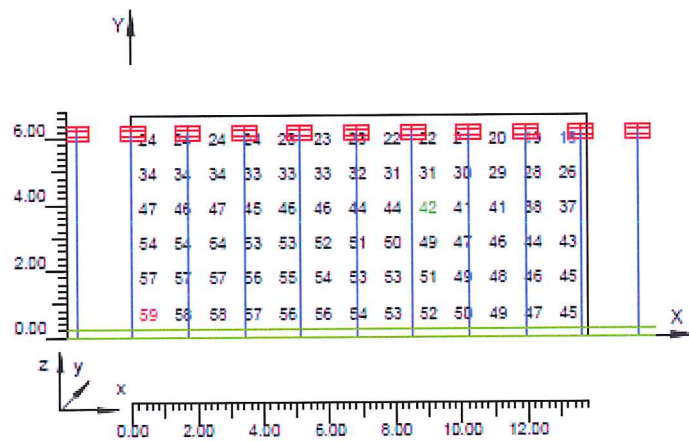 Y
6.00 24 24 24 24 23 23 22 22 20 19
34 34 34 33 33 33 32 31 31 30 29 28 26
4.00 47 46 47 45 46 46 44 44 42 41 41 38 37
54 54 54 53 53 52 51 50 49 47 46 44 43
2.00 57 57 57 56 55 54 53 53 51 49 48 46 45
59 58 58 57 56 56 54 53 52 50 49 47 45
0.00 X
z y
x
0.00 2.00 4.00 6.00 8.00 10.00 12.00